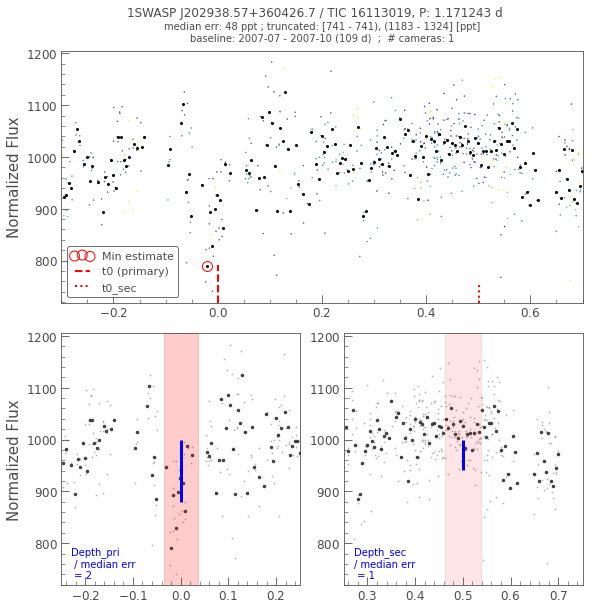 1SWASP J202938.57+360426.7 / TIC 16113019, P: 1.171243 d
median err: 48 ppt ; truncated: [741 - 741), (1183 - 1324] [ppt]
baseline: 2007-07 - 2007-10 (109 d)  ;  # cameras: 1
Normalized Flux
1200
1100
1000
900
800
Min estimate
t0 (primary)
t0_sec
−0.2
0.0
0.2
0.4
0.6
Normalized Flux
1200
1100
1000
900
800
Depth_pri
/ median err
= 2
−0.2
−0.1
0.0
0.1
0.2
1200
1100
1000
900
800
Depth_sec
/ median err
= 1
0.3
0.4
0.5
0.6
0.7